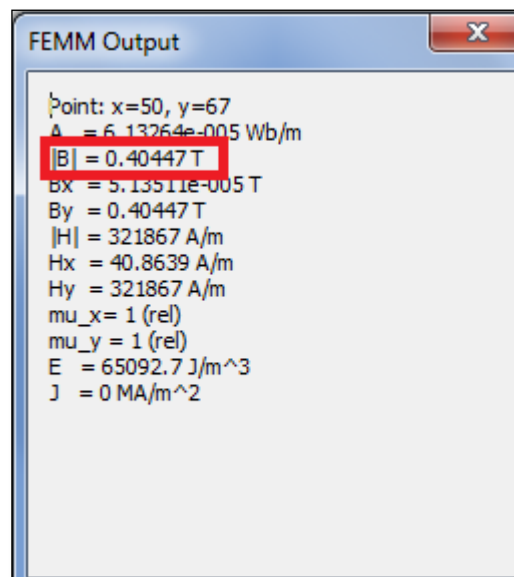 FEMM Output
Point: x=50, y=67
A = 6.13264e-005 Wb/m
|B| = 0.40447 T
Bx = 5.13511e-005 T
By = 0.40447 T
|H| = 321867 A/m
Hx = 40.8639 A/m
Hy = 321867 A/m
mu_x= 1 (rel)
mu_y = 1 (rel)
E = 65092.7 J/m^3
J = 0 MA/m^2